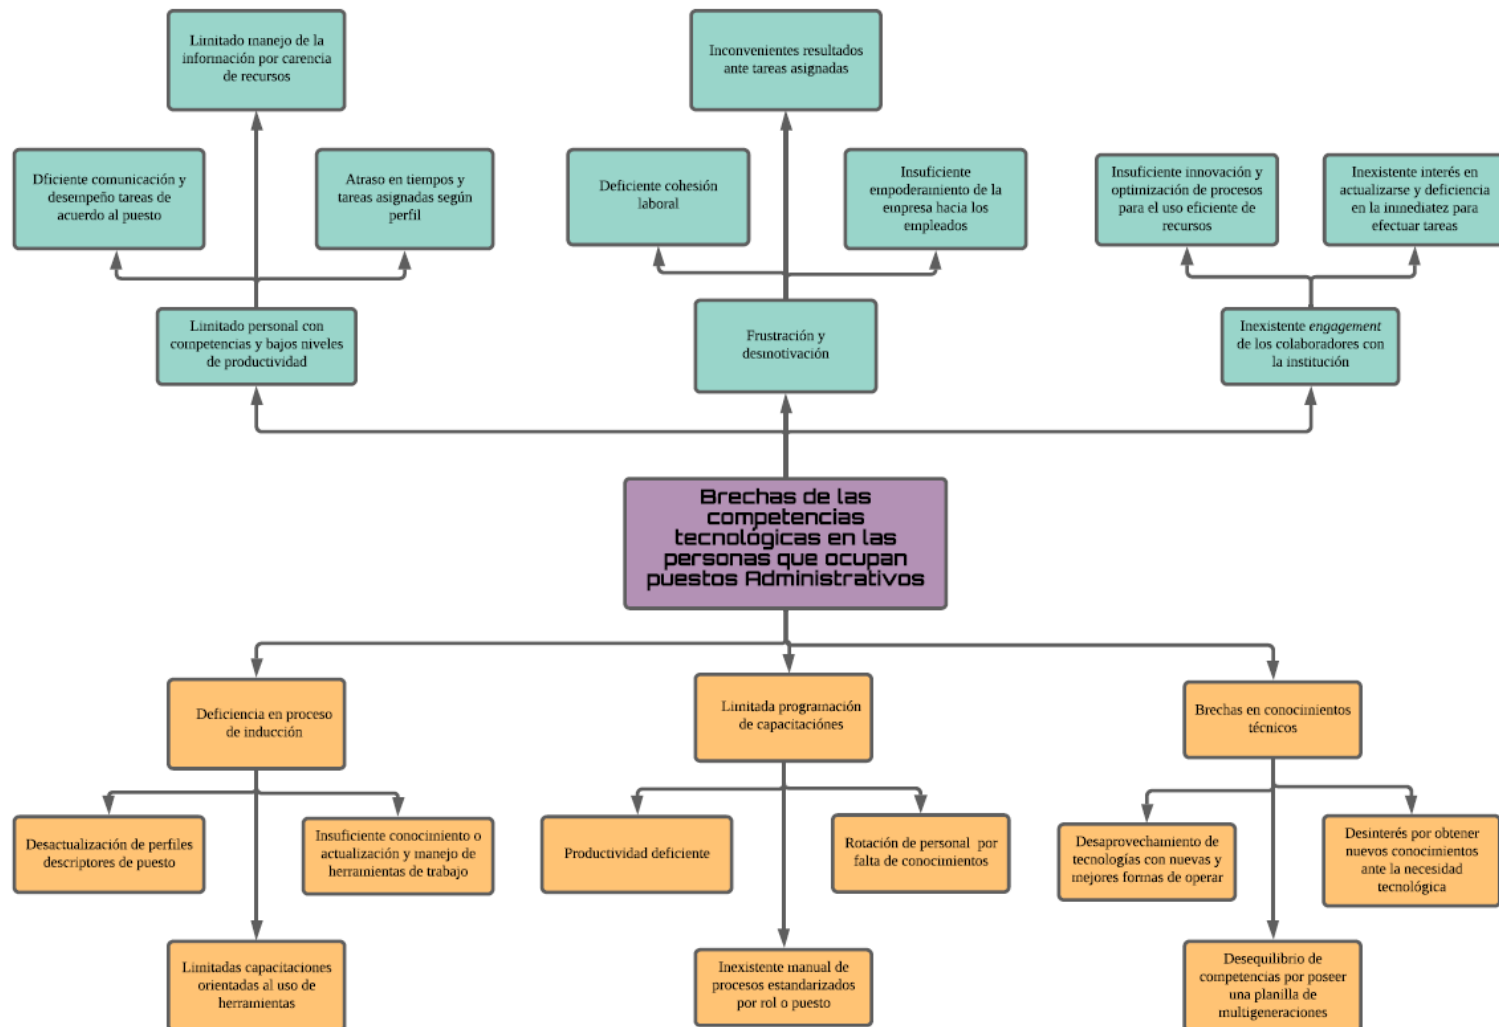 Limitado manejo de la
información por carencia
de recursos
Inconvenientes resultados
ante tareas asignadas
Dficiente comunicación y
desempeño tareas de
acuerdo al puesto
Atraso en tiempos y
tareas asignadas según
perfil
Deficiente cohesión
laboral
Insuficiente
empoderamiento de la
empresa hacia los
empleados
Insuficiente innovación y
optimización de procesos
para el uso eficiente de
recursos
Inexistente interés en
actualizarse y deficiencia
en la inmediatez para
efectuar tareas
Limitado personal con
competencias y bajos niveles
de productividad
Frustración y
desmotivación
Inexistente engagement
de los colaboradores con
la institución
Brechas de las
competencias
tecnológicas en las
personas que ocupan
puestos Administrativos
Deficiencia en proceso
de inducción
Limitada programación
de capacitaciónes
Brechas en conocimientos
técnicos
Desactualización de perfiles
descriptores de puesto
Insuficiente conocimiento o
actualización y manejo de
herramientas de trabajo
Productividad deficiente
Rotación de personal por
falta de conocimientos
Desaprovechamiento de
tecnologías con nuevas y
mejores formas de operar
Desinterés por obtener
nuevos conocimientos
ante la necesidad
tecnológica
Limitadas capacitaciones
orientadas al uso de
herramientas
Inexistente manual de
procesos estandarizados
por rol o puesto
Desequilibrio de
competencias por poseer
una planilla de
multigeneraciones